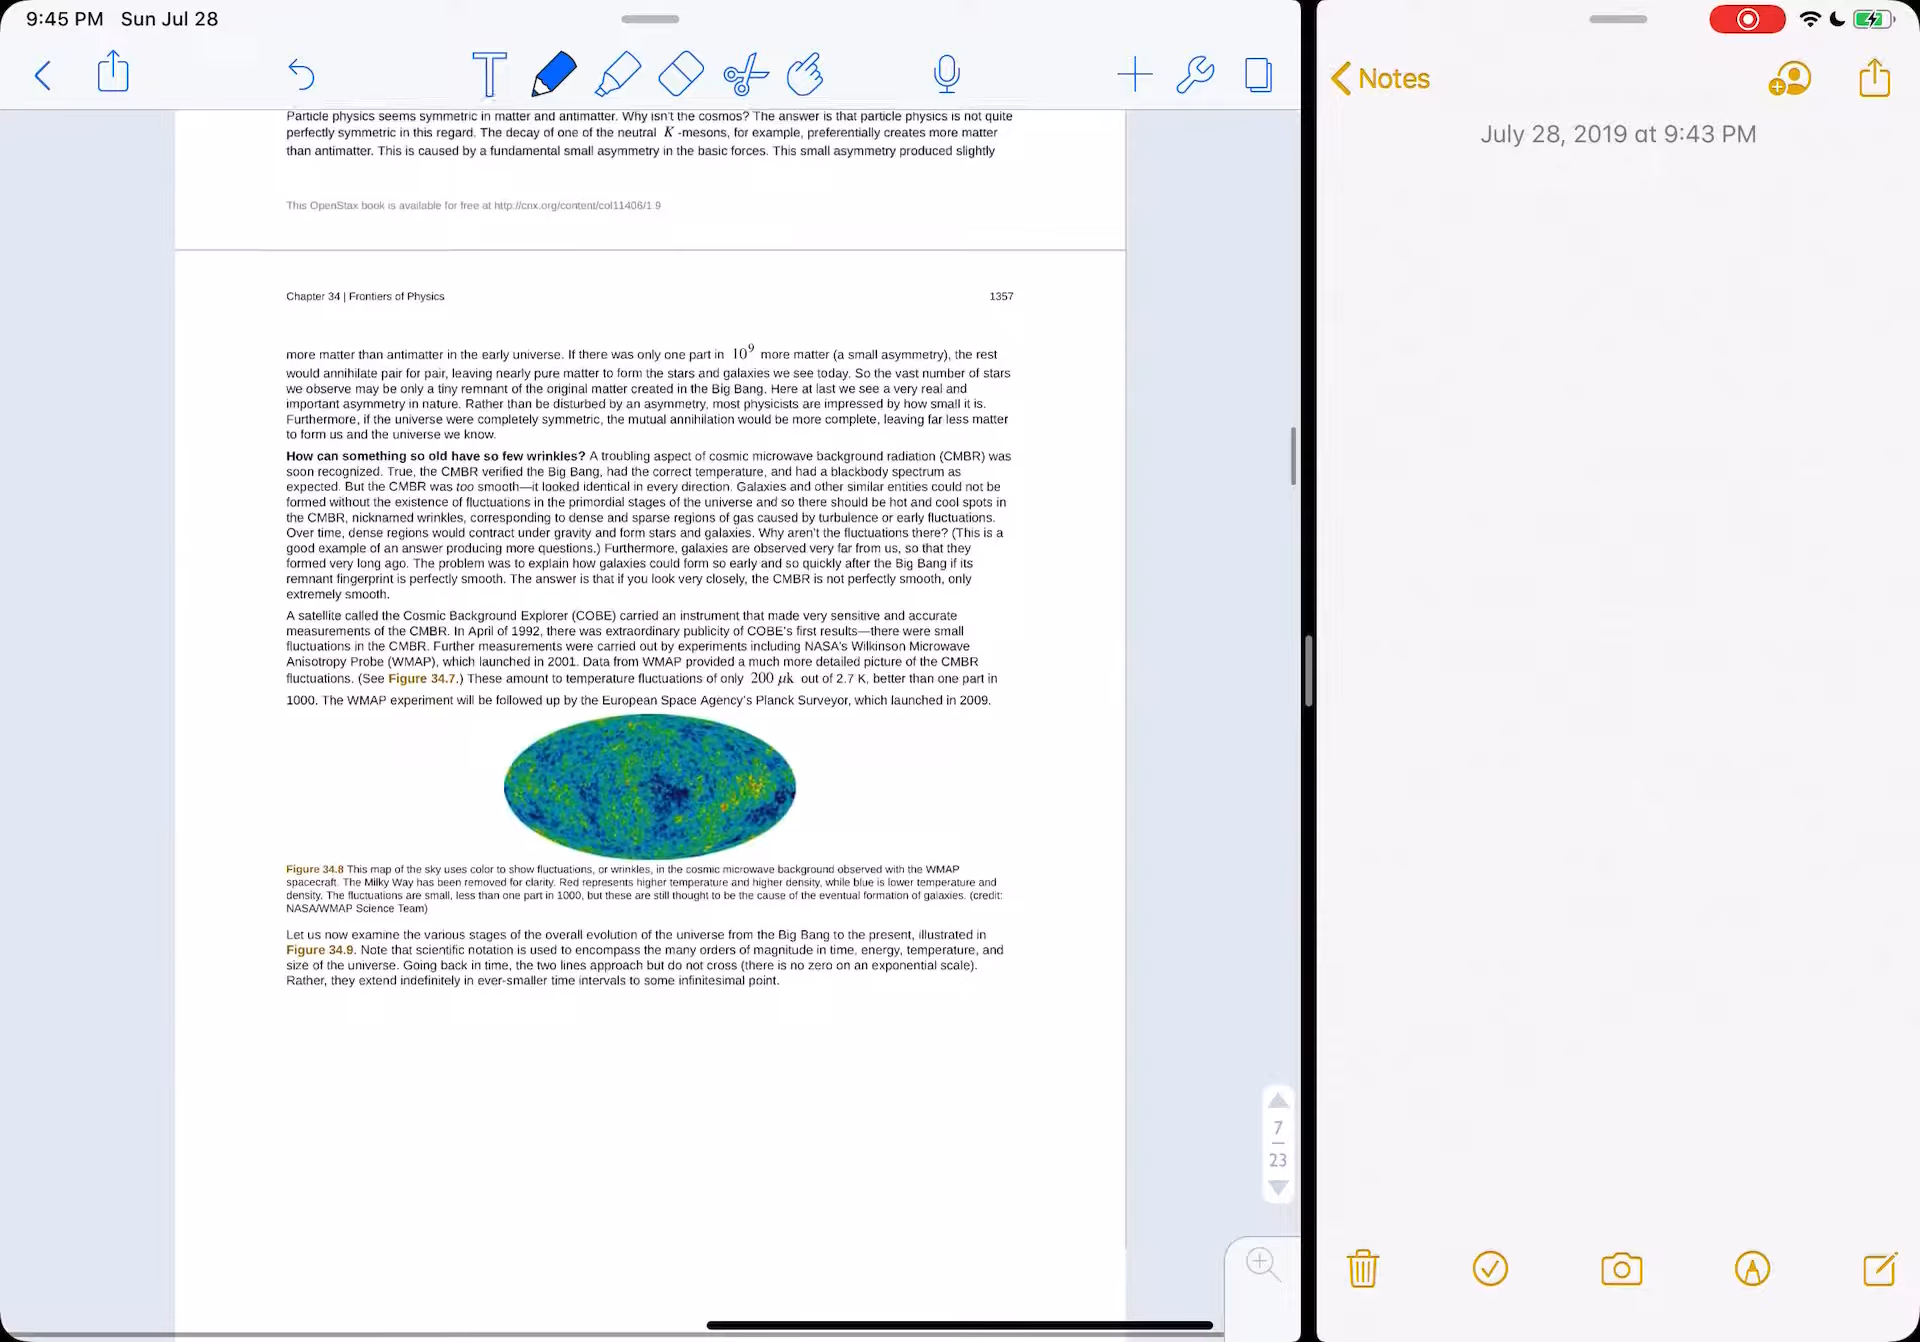 9:45 PM Sun Jul 28
Particle physics seems symmetric in matter and antimatter. Why isn't the cosmos? The answer is that particle physics is not quite
perfectly symmetric in this regard. The decay of one of the neutral K -mesons, for example, preferentially creates more matter
than antimatter. This is caused by a fundamental small asymmetry in the basic forces. This small asymmetry produced slightly
This OpenStax book is available for free at http://cnx.org/content/col11406/1.9
Chapter 34 | Frontiers of Physics 1357
more matter than antimatter in the early universe. If there was only one part in 10⁹ more matter (a small asymmetry), the rest
would annihilate pair for pair, leaving nearly pure matter to form the stars and galaxies we see today. So the vast number of stars
we observe may be only a tiny remnant of the original matter created in the Big Bang. Here at last we see a very real and
important asymmetry in nature. Rather than be disturbed by an asymmetry, most physicists are impressed by how small it is.
Furthermore, if the universe were completely symmetric, the mutual annihilation would be more complete, leaving far less matter
to form us and the universe we know.
How can something so old have so few wrinkles? A troubling aspect of cosmic microwave background radiation (CMBR) was
soon recognized. True, the CMBR verified the Big Bang, had the correct temperature, and had a blackbody spectrum as
expected. But the CMBR was too smooth—it looked identical in every direction. Galaxies and other similar entities could not be
formed without the existence of fluctuations in the primordial stages of the universe and so there should be hot and cool spots in
the CMBR, nicknamed wrinkles, corresponding to dense and sparse regions of gas caused by turbulence or early fluctuations.
Over time, dense regions would contract under gravity and form stars and galaxies. Why aren't the fluctuations there? (This is a
good example of an answer producing more questions.) Furthermore, galaxies are observed very far from us, so that they
formed very long ago. The problem was to explain how galaxies could form so early and so quickly after the Big Bang if its
remnant fingerprint is perfectly smooth. The answer is that if you look very closely, the CMBR is not perfectly smooth, only
extremely smooth.
A satellite called the Cosmic Background Explorer (COBE) carried an instrument that made very sensitive and accurate
measurements of the CMBR. In April of 1992, there was extraordinary publicity of COBE's first results—there were small
fluctuations in the CMBR. Further measurements were carried out by experiments including NASA's Wilkinson Microwave
Anisotropy Probe (WMAP), which launched in 2001. Data from WMAP provided a much more detailed picture of the CMBR
fluctuations. (See Figure 34.7.) These amount to temperature fluctuations of only 200 μk out of 2.7 K, better than one part in
1000. The WMAP experiment will be followed up by the European Space Agency's Planck Surveyor, which launched in 2009.
Figure 34.8 This map of the sky uses color to show fluctuations, or wrinkles, in the cosmic microwave background observed with the WMAP
spacecraft. The Milky Way has been removed for clarity. Red represents higher temperature and higher density, while blue is lower temperature and
density. The fluctuations are small, less than one part in 1000, but these are still thought to be the cause of the eventual formation of galaxies. (credit:
NASA/WMAP Science Team)
Let us now examine the various stages of the overall evolution of the universe from the Big Bang to the present, illustrated in
Figure 34.9. Note that scientific notation is used to encompass the many orders of magnitude in time, energy, temperature, and
size of the universe. Going back in time, the two lines approach but do not cross (there is no zero on an exponential scale).
Rather, they extend indefinitely in ever-smaller time intervals to some infinitesimal point.
7
23
Notes
July 28, 2019 at 9:43 PM